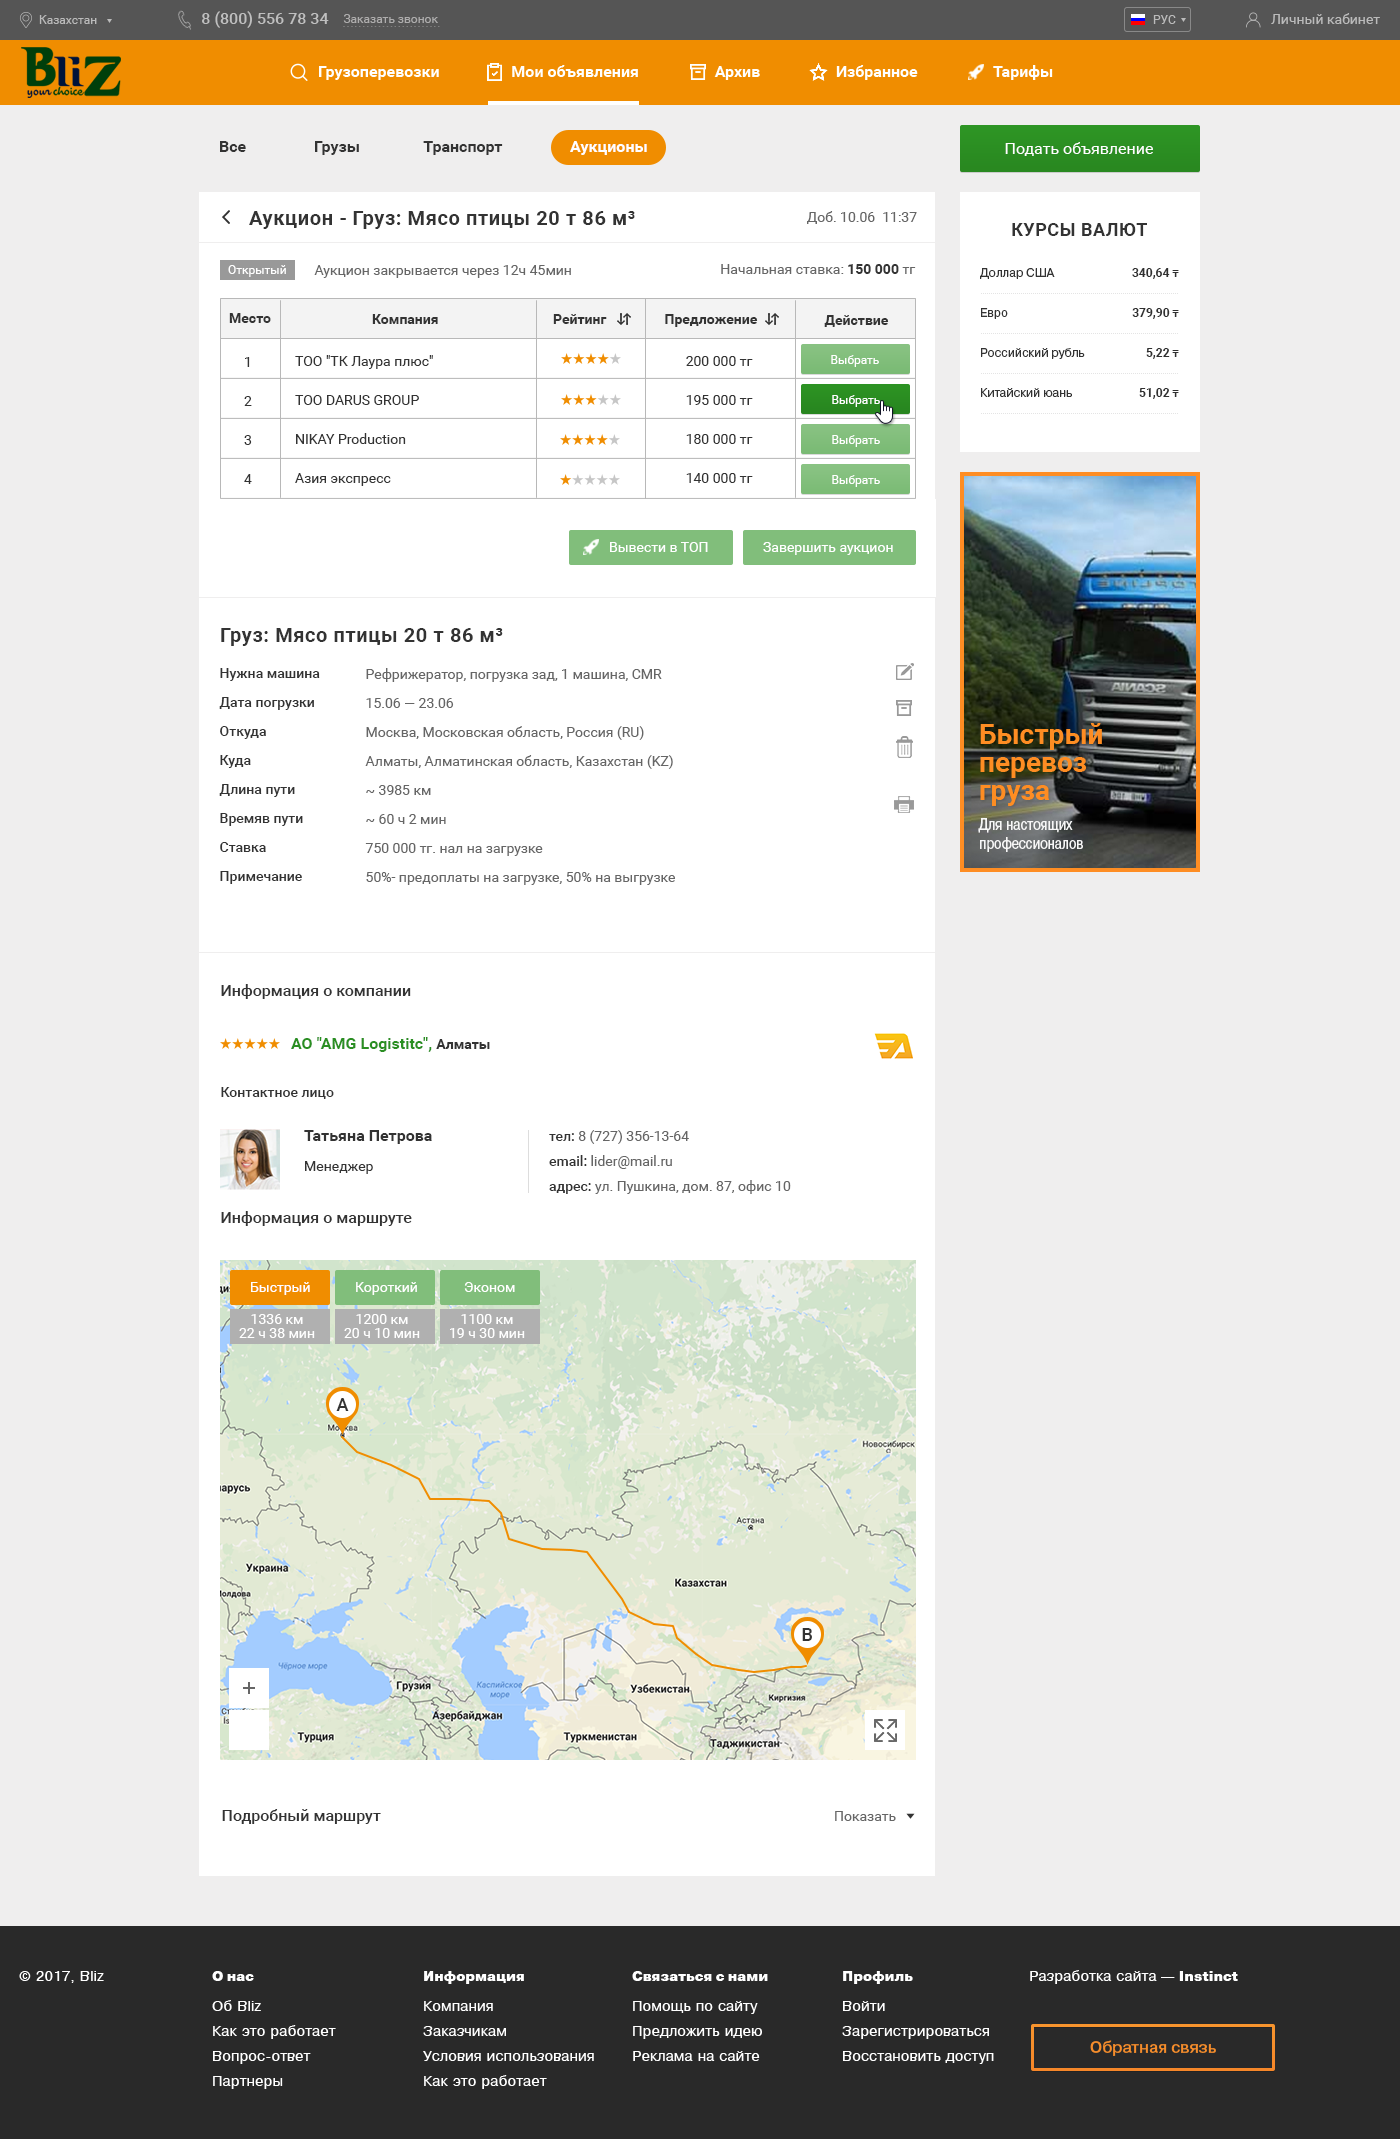 Казахстан
8 (800) 556 78 34
Заказать звонок
РУС
Личный кабинет
Bliz
your choice
Грузоперевозки
Мои объявления
Архив
Избранное
Тарифы
Все
Грузы
Транспорт
Аукционы
Подать объявление
Аукцион - Груз: Мясо птицы 20 т 86 м³
Доб. 10.06 11:37
Открытый
Аукцион закрывается через 12ч 45мин
Начальная ставка: 150 000 тг
Место Компания Рейтинг Предложение Действие
1 ТОО "ТК Лаура плюс" 200 000 тг Выбрать
2 ТОО DARUS GROUP 195 000 тг Выбрать
3 NIKAY Production 180 000 тг Выбрать
4 Азия экспресс 140 000 тг Выбрать
Вывести в ТОП
Завершить аукцион
КУРСЫ ВАЛЮТ
Доллар США 340,64 ₸
Евро 379,90 ₸
Российский рубль 5,22 ₸
Китайский юань 51,02 ₸
SCANIA
Быстрый
перевоз
груза
Для настоящих
профессионалов
Груз: Мясо птицы 20 т 86 м³
Нужна машина Рефрижератор, погрузка зад, 1 машина, CMR
Дата погрузки 15.06 — 23.06
Откуда Москва, Московская область, Россия (RU)
Куда Алматы, Алматинская область, Казахстан (KZ)
Длина пути ~ 3985 км
Времяв пути ~ 60 ч 2 мин
Ставка 750 000 тг. нал на загрузке
Примечание 50%- предоплаты на загрузке, 50% на выгрузке
Информация о компании
АО "AMG Logistitc", Алматы
Контактное лицо
Татьяна Петрова
Менеджер
тел: 8 (727) 356-13-64
email: lider@mail.ru
адрес: ул. Пушкина, дом. 87, офис 10
Информация о маршруте
Быстрый
Короткий
Эконом
1336 км
22 ч 38 мин
1200 км
20 ч 10 мин
1100 км
19 ч 30 мин
A
Москва
Новосибирск
арусь
Астана
Украина
Казахстан
Молдова
B
Чёрное море
Грузия
Каспийское
море
Узбекистан
Киргизия
Азербайджан
Турция
Туркменистан
Таджикистан
+
Подробный маршрут
Показать
© 2017, Bliz
О нас
Об Bliz
Как это работает
Вопрос-ответ
Партнеры
Информация
Компания
Заказчикам
Условия использования
Как это работает
Связаться с нами
Помощь по сайту
Предложить идею
Реклама на сайте
Профиль
Войти
Зарегистрироваться
Восстановить доступ
Разработка сайта — Instinct
Обратная связь